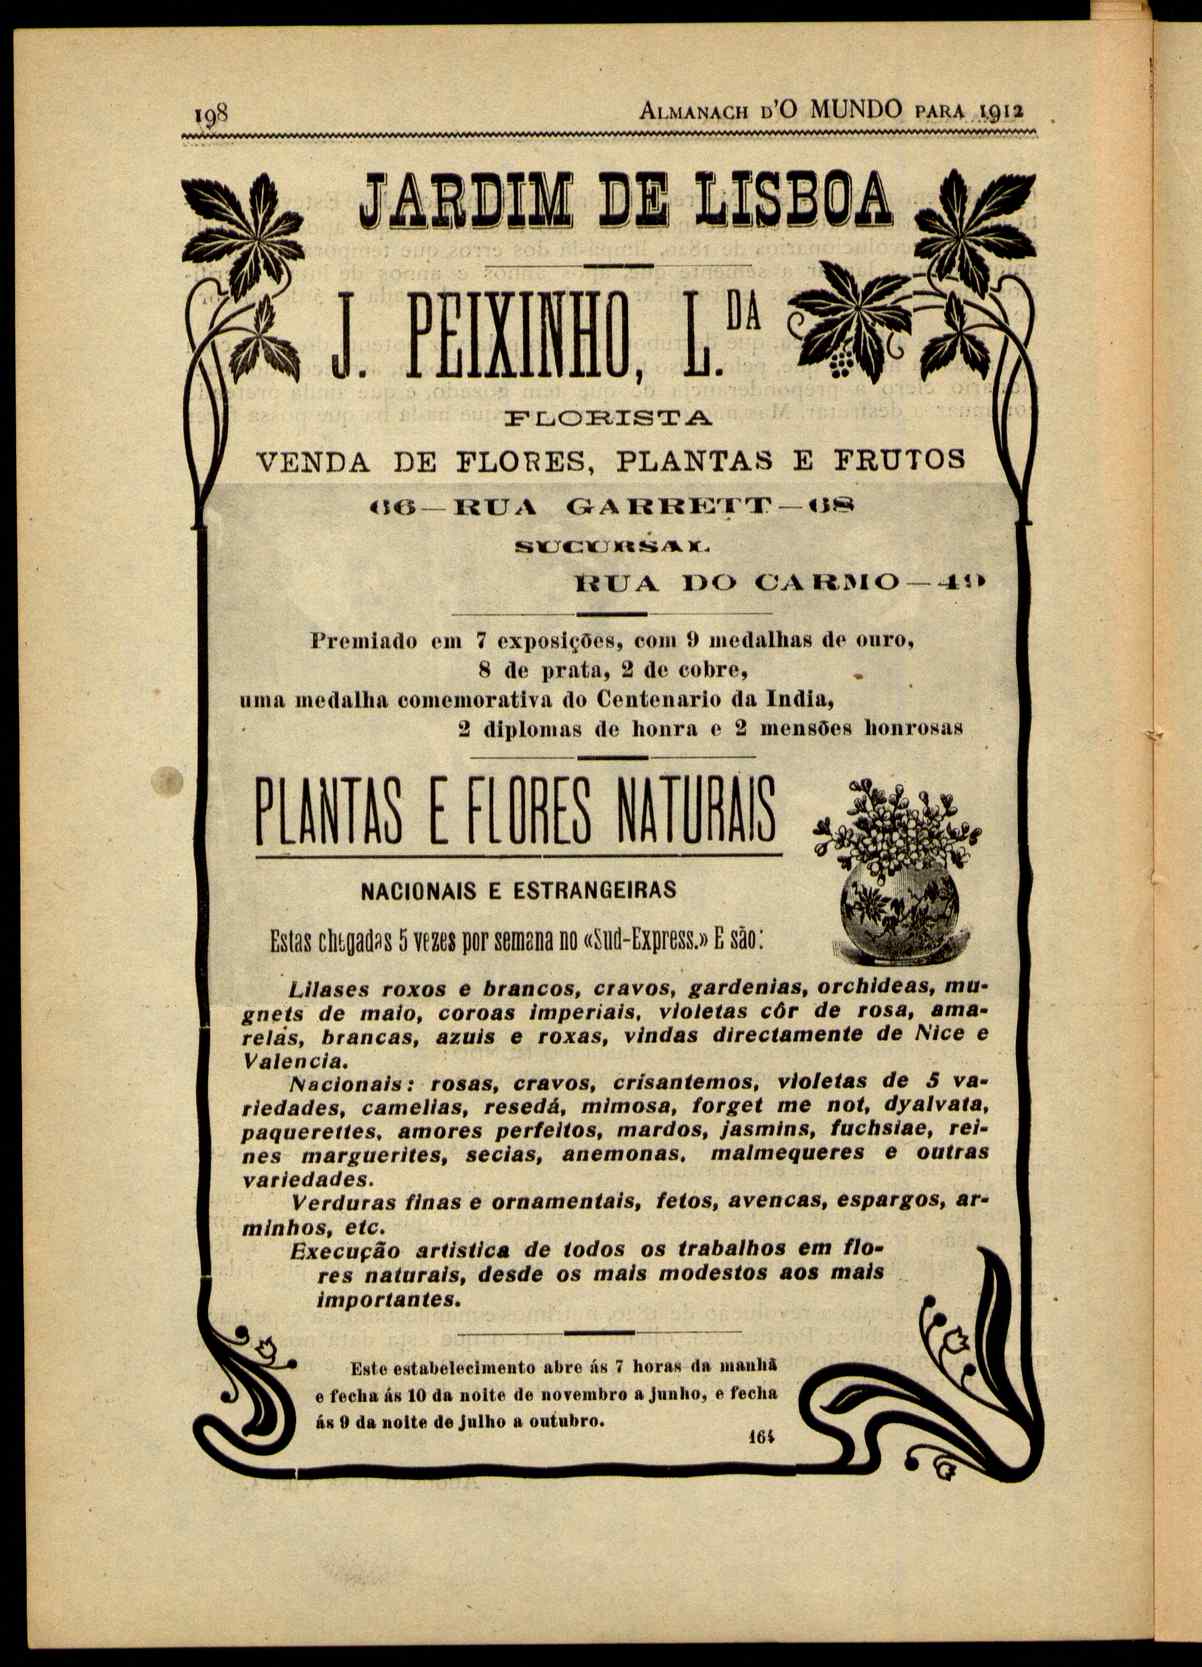 198
ALMANACH D'O MUNDO PARA 1912
JARDIM DE LISBOA
J. PEIXINHO, L.DA
FLORISTA
VENDA DE FLORES, PLANTAS E FRUTOS
66—RUA GARRETT—68
SUCURSAL
RUA DO CARMO—49
Premiado em 7 exposições, com 9 medalhas de ouro,
8 de prata, 2 de cobre,
uma medalha comemorativa do Centenario da India,
2 diplomas de honra e 2 mensões honrosas
PLANTAS E FLORES NATURAIS
NACIONAIS E ESTRANGEIRAS
Estas chegadas 5 vezes por semana no «Sud-Express.» E são:
Lilases roxos e brancos, cravos, gardenias, orchideas, mu-
gnets de maio, coroas imperiais, violetas côr de rosa, ama-
relas, brancas, azuis e roxas, vindas directamente de Nice e
Valencia.
Nacionais: rosas, cravos, crisantemos, violetas de 5 va-
riedades, camelias, resedá, mimosa, forget me not, dyalvata,
paquerettes, amores perfeitos, mardos, jasmins, fuchsiae, rei-
nes marguerites, secias, anemonas, malmequeres e outras
variedades.
Verduras finas e ornamentais, fetos, avencas, espargos, ar-
minhos, etc.
Execução artistica de todos os trabalhos em flo-
res naturais, desde os mais modestos aos mais
importantes.
Este estabelecimento abre ás 7 horas da manhã
e fecha ás 10 da noite de novembro a junho, e fecha
ás 9 da noite de julho a outubro.
164